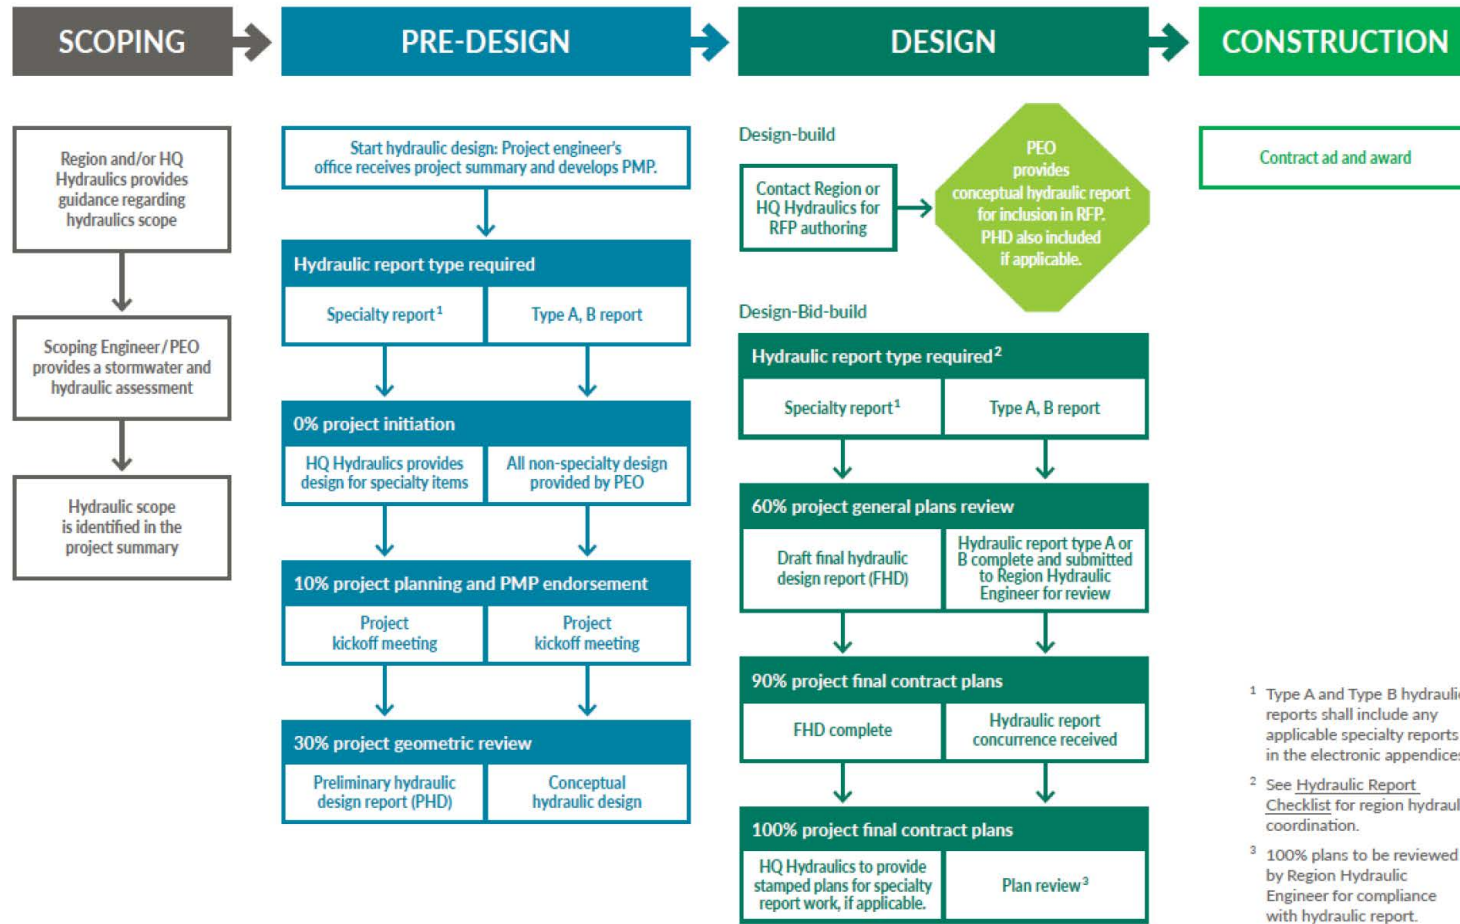 SCOPING
PRE-DESIGN
DESIGN
CONSTRUCTION
Region and/or HQ
Hydraulics provides
guidance regarding
hydraulics scope
Scoping Engineer/PEO
provides a stormwater and
hydraulic assessment
Hydraulic scope
is identified in the
project summary
Start hydraulic design: Project engineer's
office receives project summary and develops PMP.
Hydraulic report type required
Specialty report¹
Type A, B report
0% project initiation
HQ Hydraulics provides
design for specialty items
All non-specialty design
provided by PEO
10% project planning and PMP endorsement
Project
kickoff meeting
Project
kickoff meeting
30% project geometric review
Preliminary hydraulic
design report (PHD)
Conceptual
hydraulic design
Design-build
Contact Region or
HQ Hydraulics for
RFP authoring
PEO
provides
conceptual hydraulic report
for inclusion in RFP.
PHD also included
if applicable.
Design-Bid-build
Hydraulic report type required²
Specialty report¹
Type A, B report
60% project general plans review
Draft final hydraulic
design report (FHD)
Hydraulic report type A or
B complete and submitted
to Region Hydraulic
Engineer for review
90% project final contract plans
FHD complete
Hydraulic report
concurrence received
100% project final contract plans
HQ Hydraulics to provide
stamped plans for specialty
report work, if applicable.
Plan review³
Contract ad and award
¹ Type A and Type B hydraulic
reports shall include any
applicable specialty reports
in the electronic appendices
² See Hydraulic Report
Checklist for region hydraul
coordination.
³ 100% plans to be reviewed
by Region Hydraulic
Engineer for compliance
with hydraulic report.